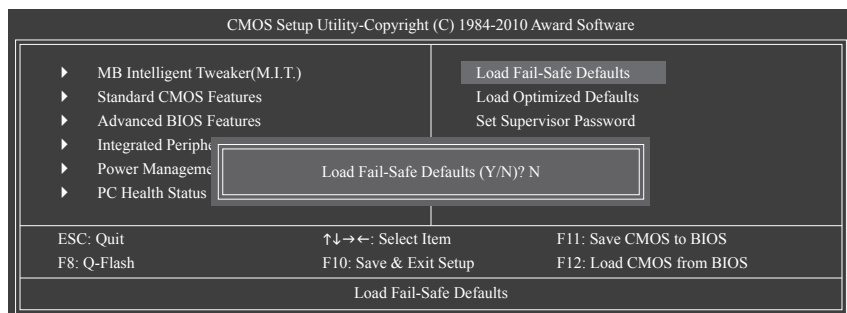 CMOS Setup Utility-Copyright (C) 1984-2010 Award Software
MB Intelligent Tweaker(M.I.T.)
Standard CMOS Features
Advanced BIOS Features
Integrated Periphe
Power Manageme
PC Health Status
Load Fail-Safe Defaults
Load Optimized Defaults
Set Supervisor Password
Load Fail-Safe Defaults (Y/N)? N
ESC: Quit ↑↓→←: Select Item F11: Save CMOS to BIOS
F8: Q-Flash F10: Save & Exit Setup F12: Load CMOS from BIOS
Load Fail-Safe Defaults